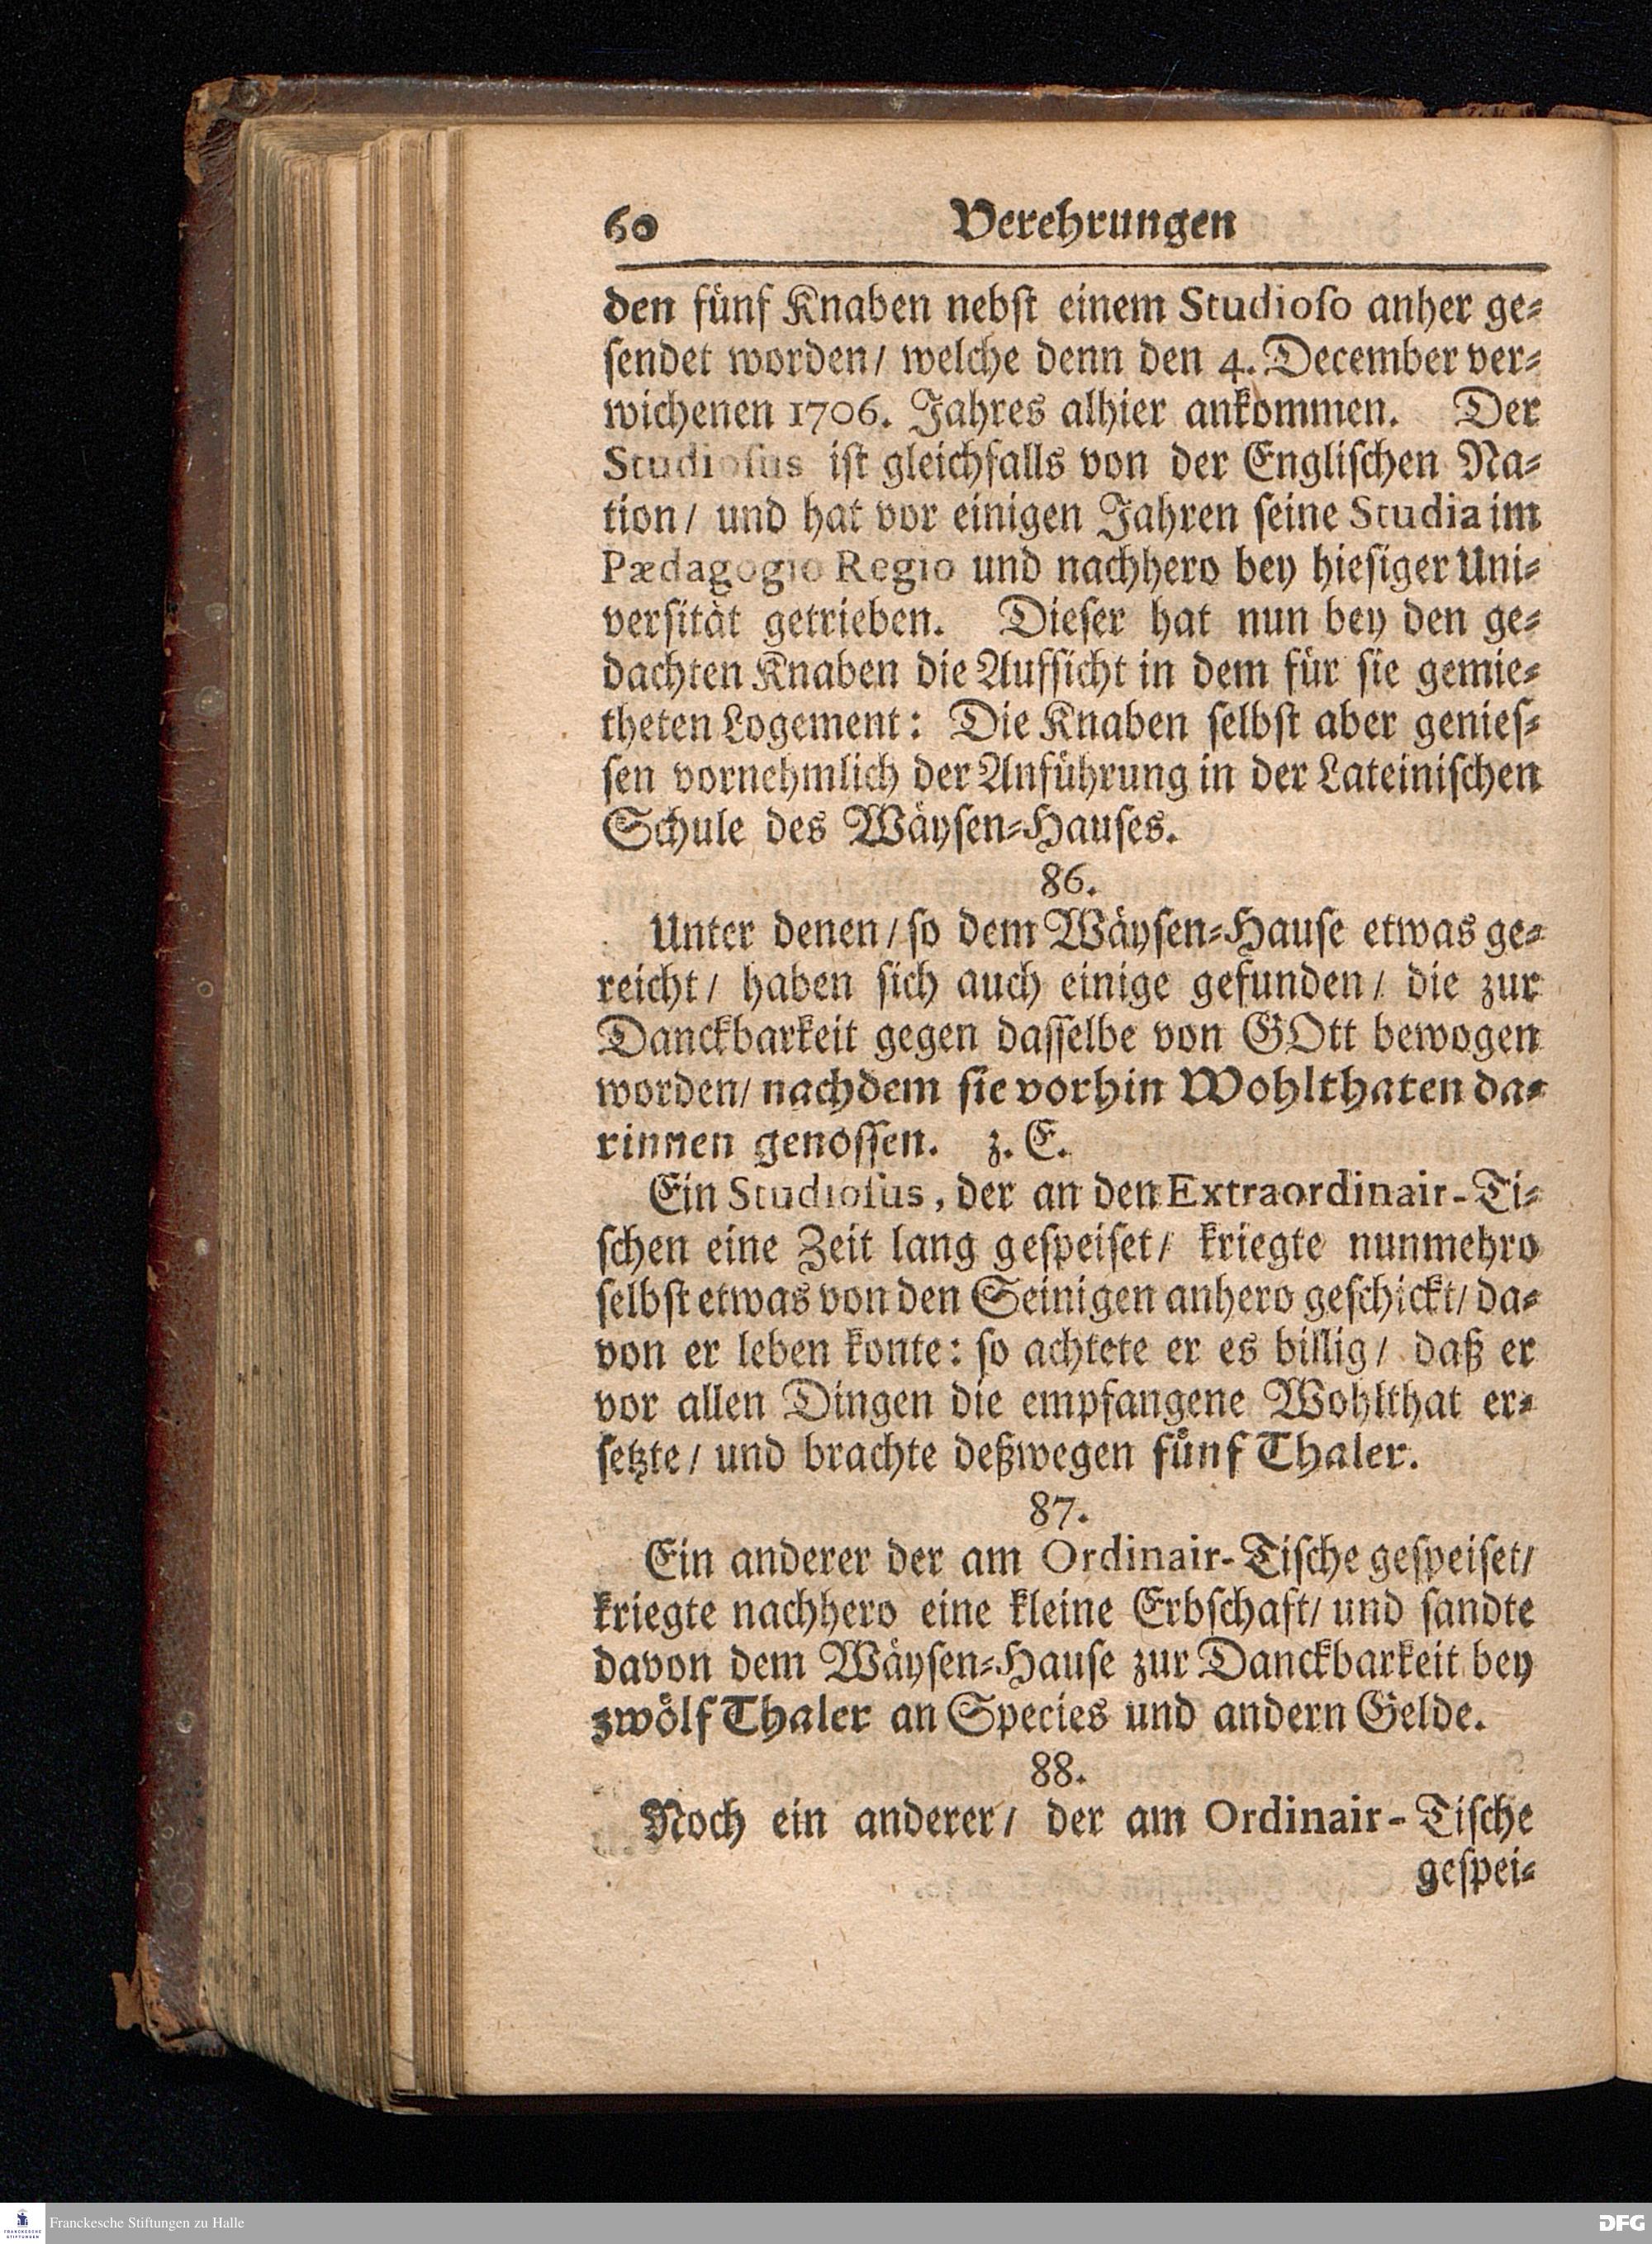 60 Verehrungen
den fünf Knaben nebst einem Studioso anher ge-
sendet worden/ welche denn den 4. December ver-
wichenen 1706. Jahres alhier ankommen. Der
Studiosus ist gleichfalls von der Englischen Na-
tion/ und hat vor einigen Jahren seine Studia im
Pædagogio Regio und nachhero bey hiesiger Uni-
versität getrieben. Dieser hat nun bey den ge-
dachten Knaben die Aufsicht in dem für sie gemie-
theten Logement: Die Knaben selbst aber genies-
sen vornehmlich der Anführung in der Lateinischen
Schule des Wäysen-Hauses.
86.
Unter denen/ so dem Wäysen-Hause etwas ge-
reicht/ haben sich auch einige gefunden/ die zur
Danckbarkeit gegen dasselbe von GOtt bewogen
worden/ nachdem sie vorhin Wohlthaten da-
rinnen genossen. z. E.
Ein Studiosus, der an den Extraordinair-Ti-
schen eine Zeit lang gespeiset/ kriegte nunmehro
selbst etwas von den Seinigen anhero geschickt/ da-
von er leben konte: so achtete er es billig/ daß er
vor allen Dingen die empfangene Wohlthat er-
setzte/ und brachte deßwegen fünf Thaler.
87.
Ein anderer der am Ordinair-Tische gespeiset/
kriegte nachhero eine kleine Erbschaft/ und sandte
davon dem Wäysen-Hause zur Danckbarkeit bey
zwölf Thaler an Species und andern Gelde.
88.
Noch ein anderer/ der am Ordinair-Tische
gespei-
FRANCKESCHE
STIFTUNGEN
Franckesche Stiftungen zu Halle
DFG